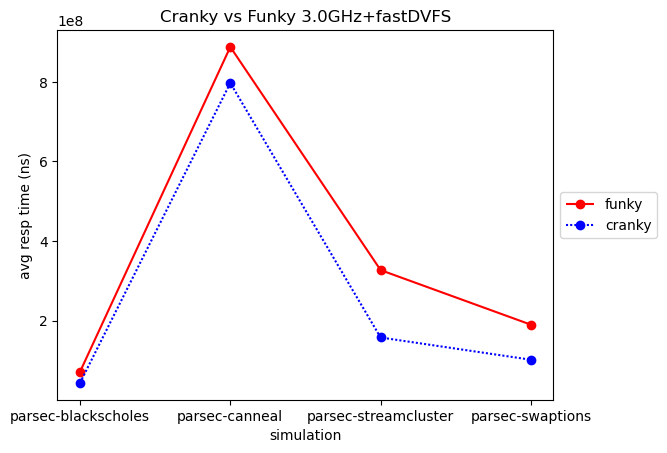 Cranky vs Funky 3.0GHz+fastDVFS
1e8
8
6
4
2
avg resp time (ns)
funky
cranky
parsec-blackscholes parsec-canneal parsec-streamcluster parsec-swaptions
simulation